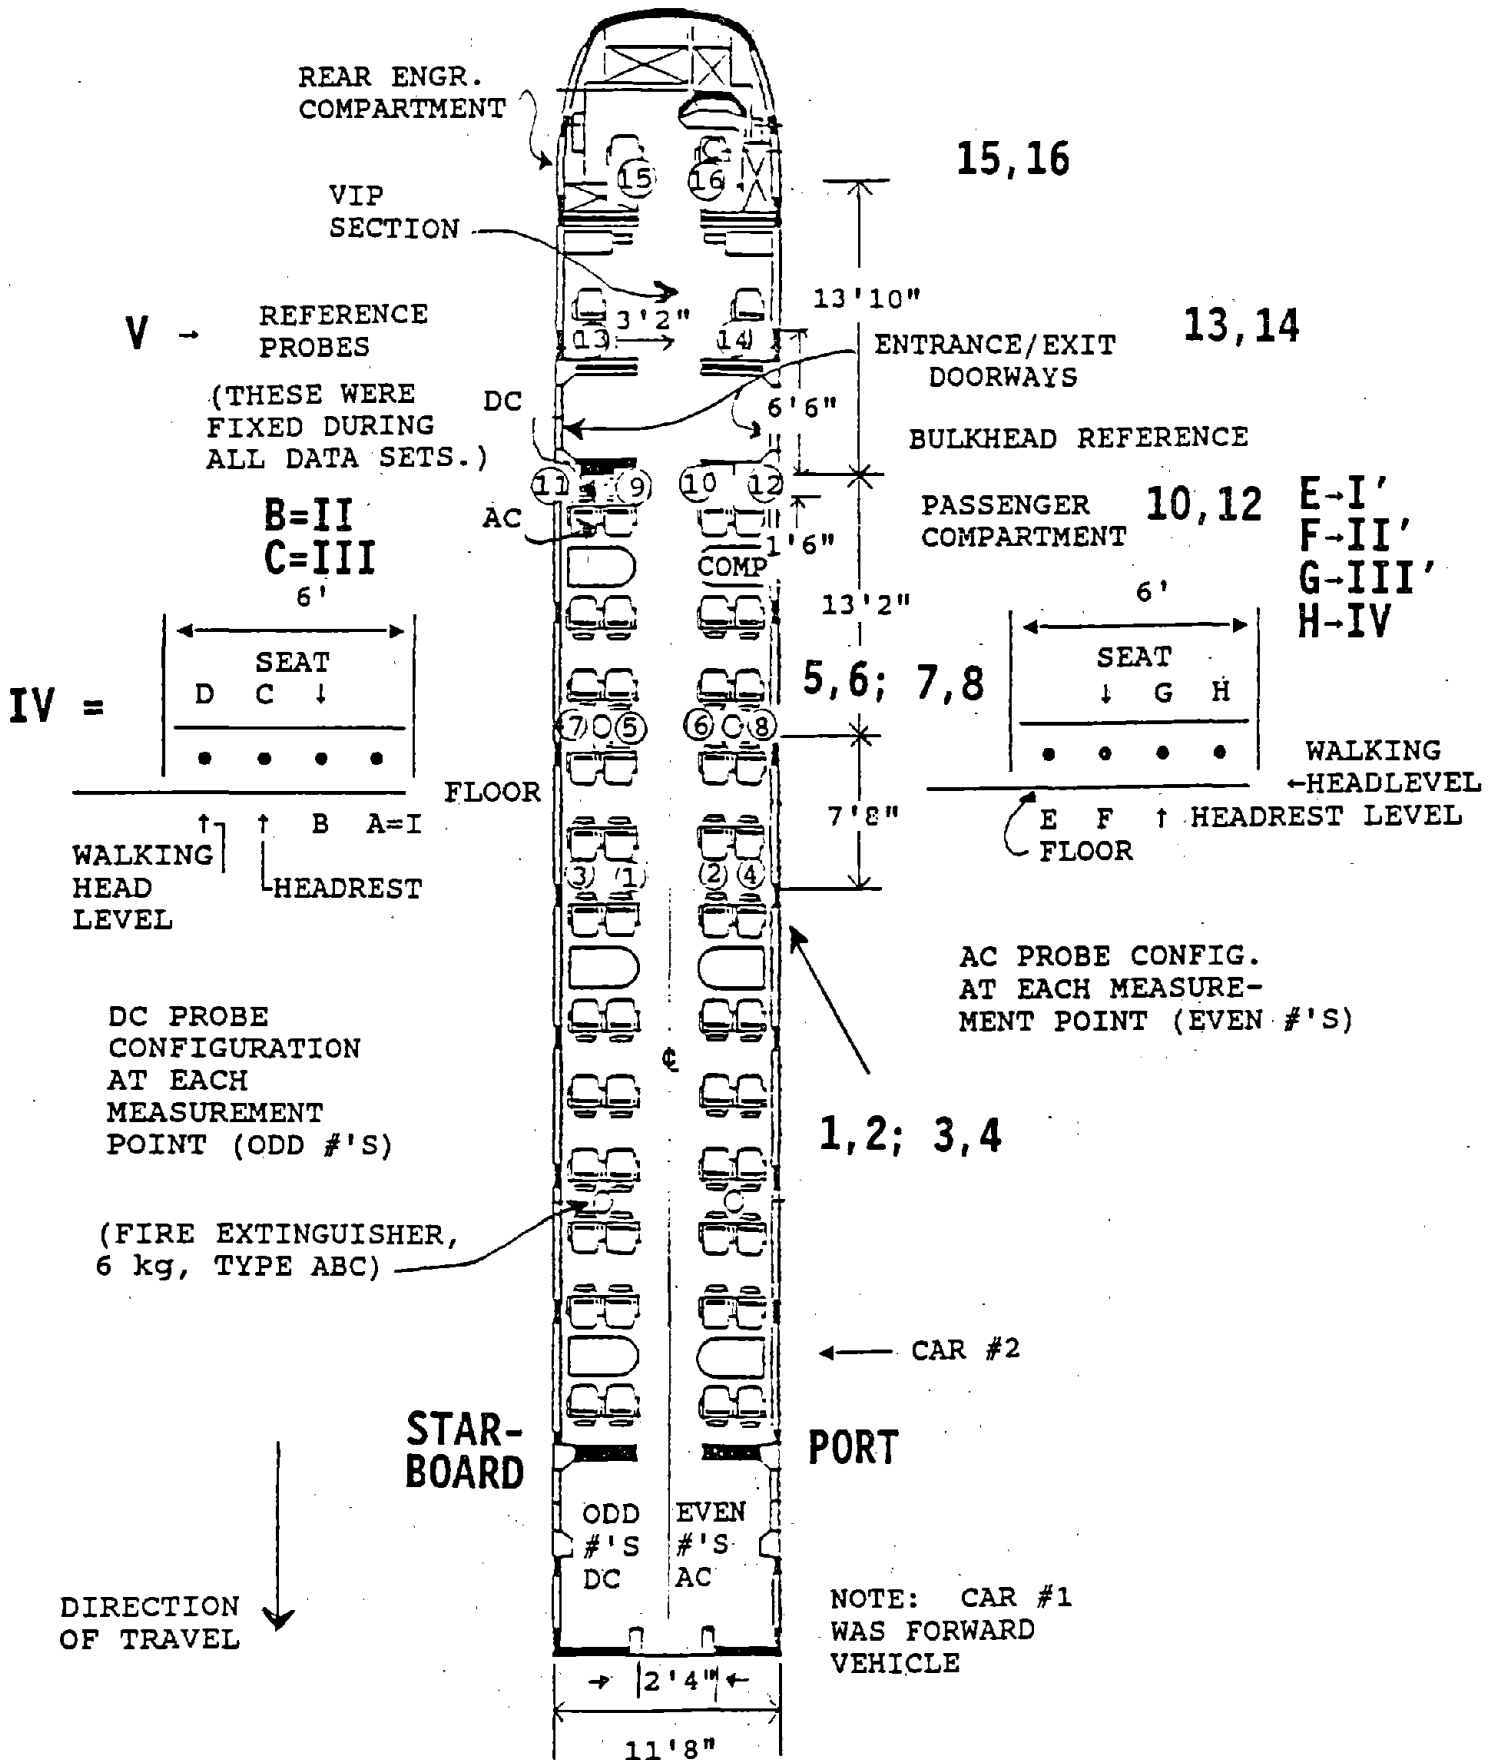 REAR ENGR.
COMPARTMENT
15,16
15
16
VIP
SECTION
13'10"
V → REFERENCE
PROBES
3'2"
13
14
13,14
ENTRANCE/EXIT
DOORWAYS
(THESE WERE
FIXED DURING
ALL DATA SETS.)
DC
6'6"
BULKHEAD REFERENCE
11
9
10
12
B=II
C=III
AC
1'6"
PASSENGER
COMPARTMENT
10,12
E→I'
F→II'
G→III'
H→IV
COMP
13'2"
6'
SEAT
D C ↓
IV =
FLOOR
↑ ↑ B A=I
WALKING
HEAD
LEVEL
HEADREST
5,6; 7,8
7
5
6
8
6'
SEAT
↓ G H
WALKING
←HEADLEVEL
E F ↑ HEADREST LEVEL
FLOOR
7'8"
3
1
2
4
AC PROBE CONFIG.
AT EACH MEASURE-
MENT POINT (EVEN #'S)
DC PROBE
CONFIGURATION
AT EACH
MEASUREMENT
POINT (ODD #'S)
℄
1,2; 3,4
(FIRE EXTINGUISHER,
6 kg, TYPE ABC)
CAR #2
STAR-
BOARD
PORT
ODD
#'S
DC
EVEN
#'S
AC
DIRECTION
OF TRAVEL
NOTE: CAR #1
WAS FORWARD
VEHICLE
2'4"
11'8"